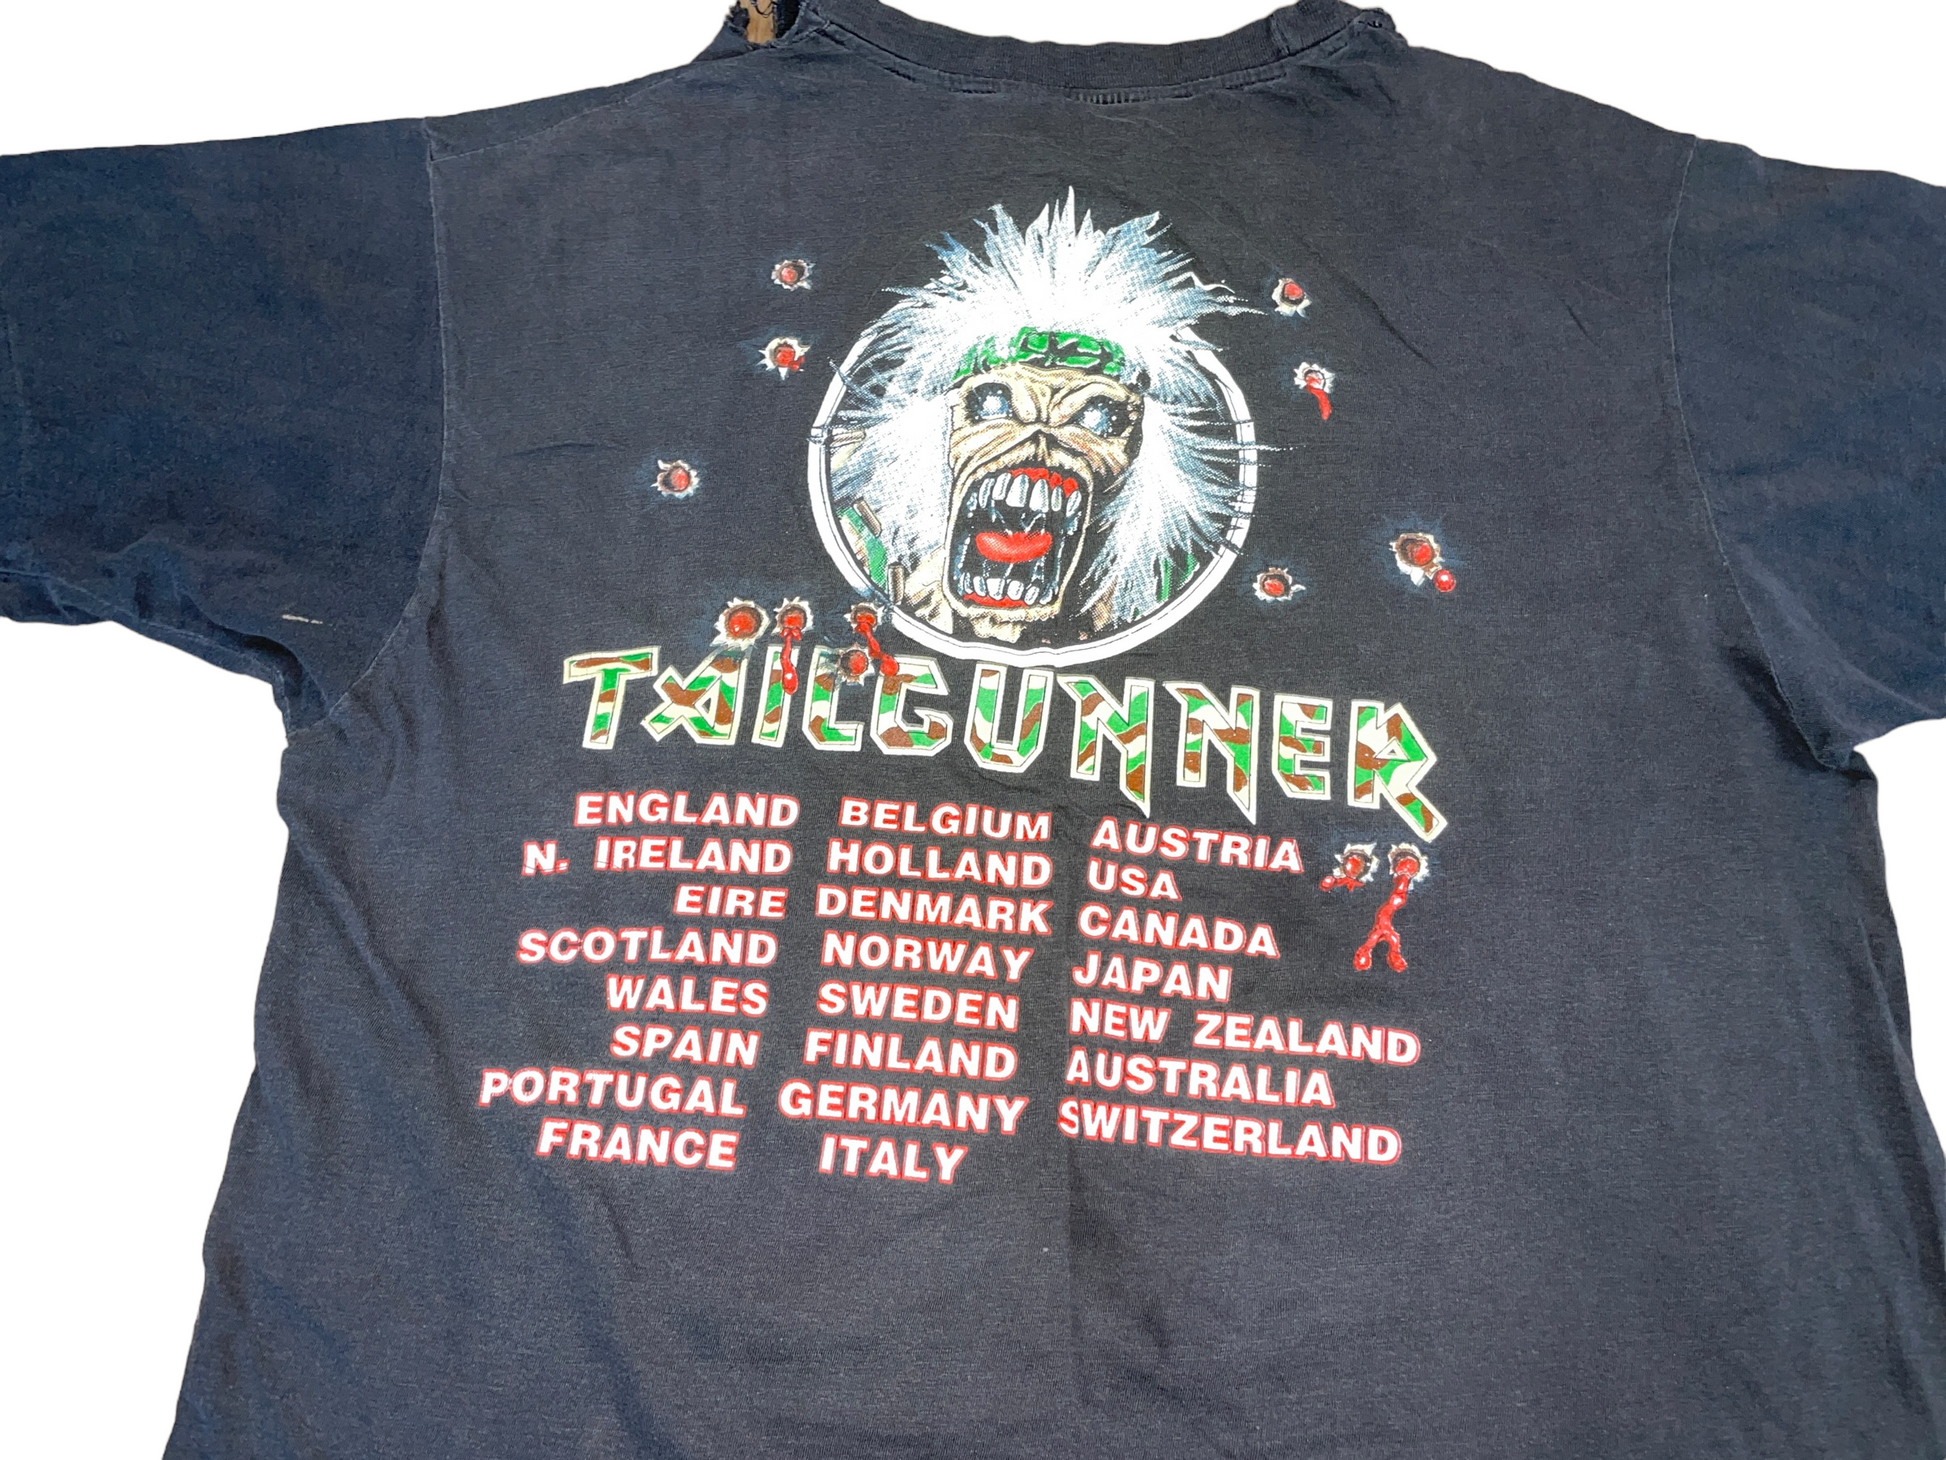 TAILGUNNER
ENGLAND BELGIUM AUSTRIA
N. IRELAND HOLLAND USA
EIRE DENMARK CANADA
SCOTLAND NORWAY JAPAN
WALES SWEDEN NEW ZEALAND
SPAIN FINLAND AUSTRALIA
PORTUGAL GERMANY SWITZERLAND
FRANCE ITALY